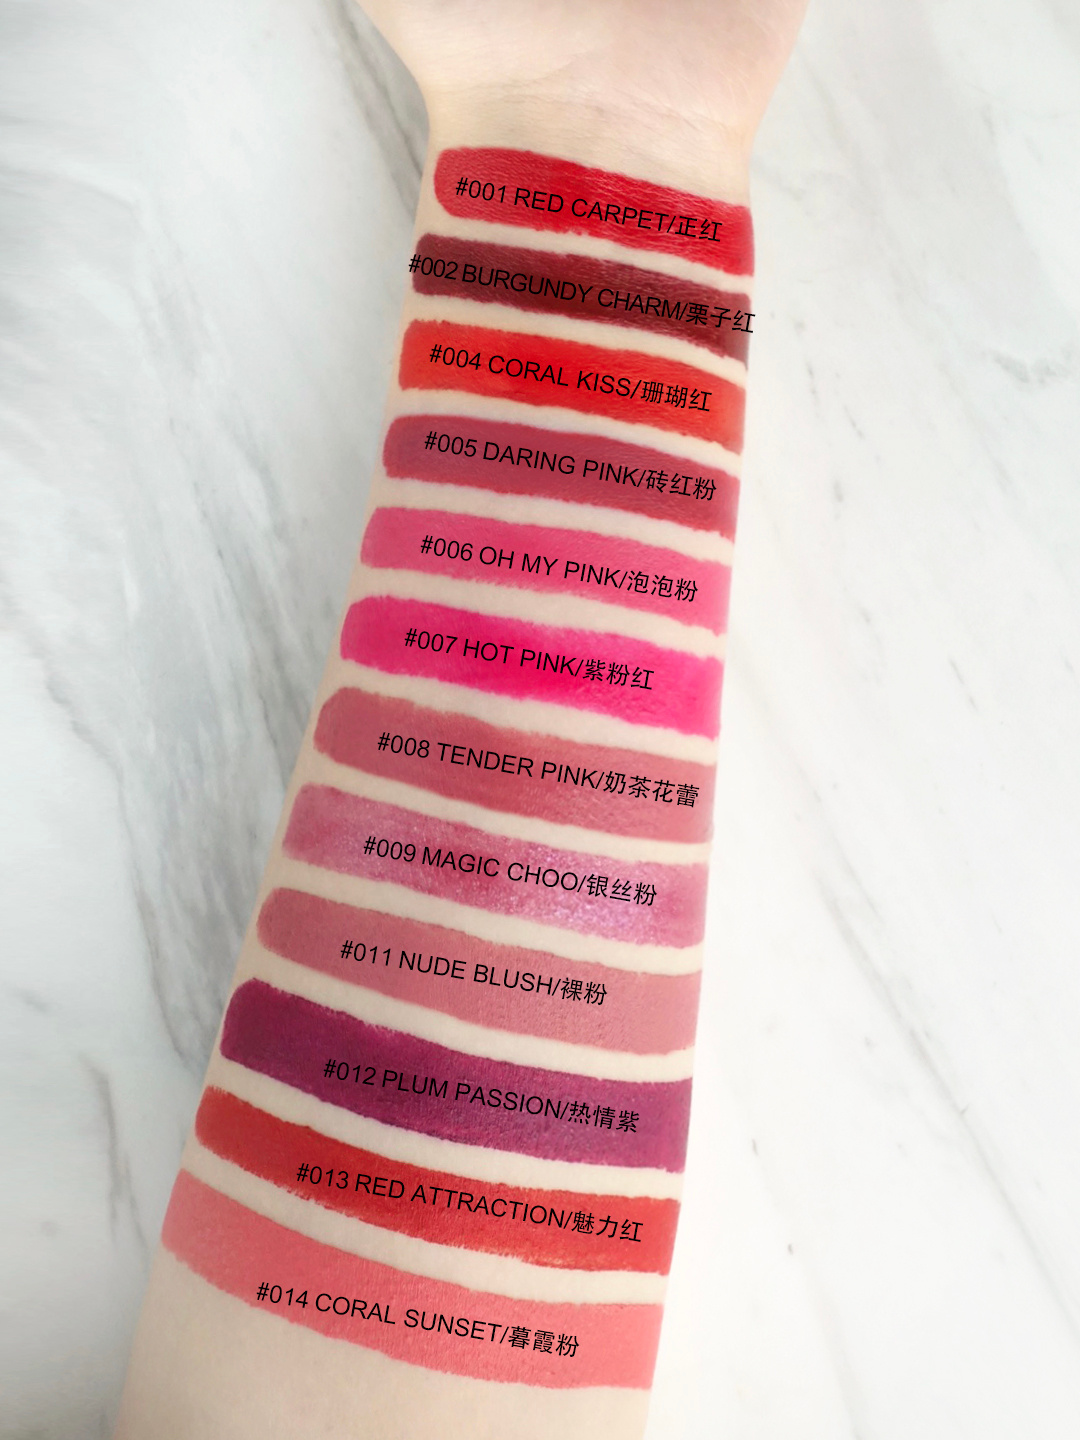 #001 RED CARPET/正红
#002 BURGUNDY CHARM/栗子红
#004 CORAL KISS/珊瑚红
#005 DARING PINK/砖红粉
#006 OH MY PINK/泡泡粉
#007 HOT PINK/紫粉红
#008 TENDER PINK/奶茶花蕾
#009 MAGIC CHOO/银丝粉
#011 NUDE BLUSH/裸粉
#012 PLUM PASSION/热情紫
#013 RED ATTRACTION/魅力红
#014 CORAL SUNSET/暮霞粉